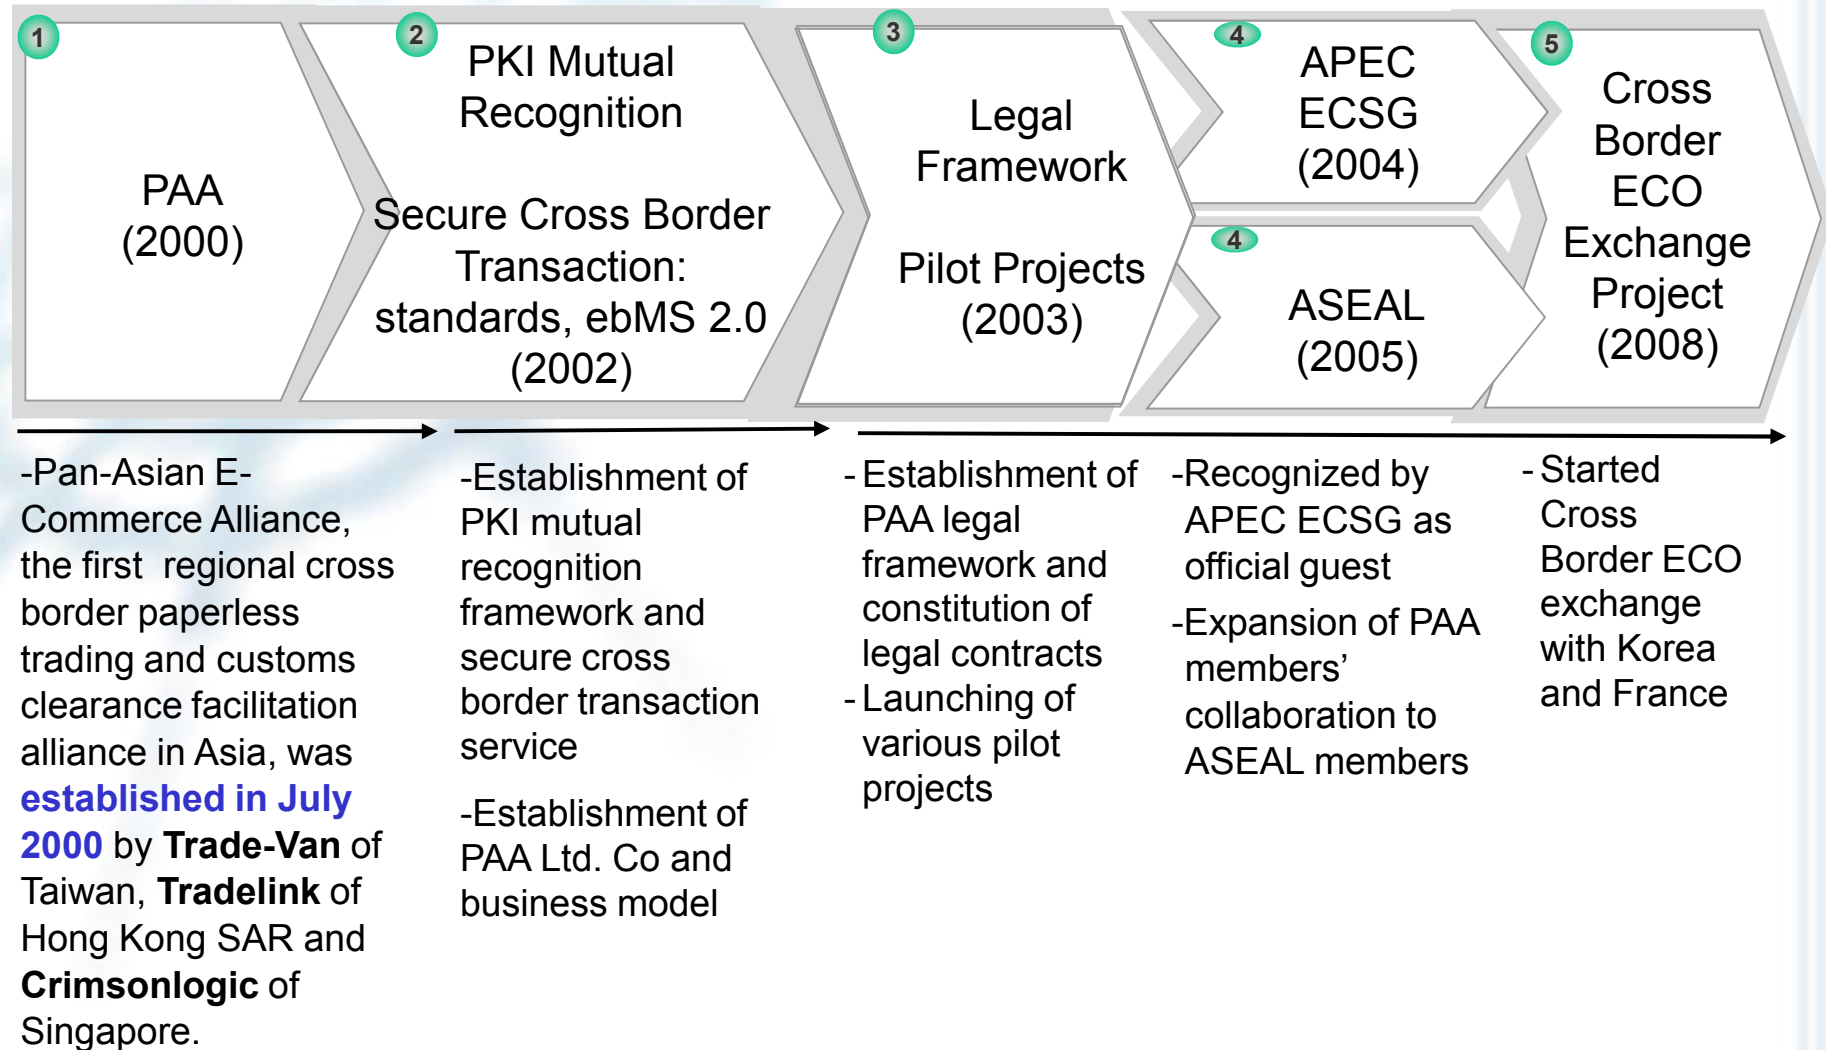 1
PAA
(2000)
2
PKI Mutual
Recognition
Secure Cross Border
Transaction:
standards, ebMS 2.0
(2002)
3
Legal
Framework
Pilot Projects
(2003)
4
APEC
ECSG
(2004)
4
ASEAL
(2005)
5
Cross
Border
ECO
Exchange
Project
(2008)
-Pan-Asian E-
Commerce Alliance,
the first regional cross
border paperless
trading and customs
clearance facilitation
alliance in Asia, was
established in July
2000 by Trade-Van of
Taiwan, Tradelink of
Hong Kong SAR and
Crimsonlogic of
Singapore.
-Establishment of
PKI mutual
recognition
framework and
secure cross
border transaction
service
-Establishment of
PAA Ltd. Co and
business model
- Establishment of
PAA legal
framework and
constitution of
legal contracts
- Launching of
various pilot
projects
-Recognized by
APEC ECSG as
official guest
-Expansion of PAA
members’
collaboration to
ASEAL members
- Started
Cross
Border ECO
exchange
with Korea
and France